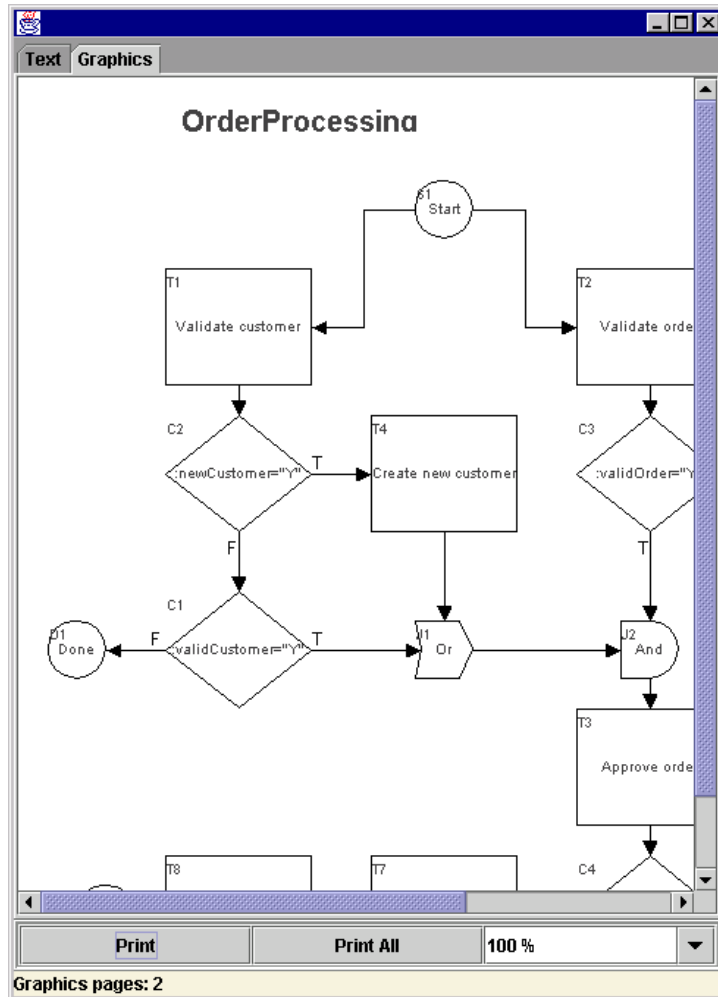 Text Graphics
OrderProcessing
S1
Start
T1
T2
Validate customer
Validate orde
C2
T4
C3
:newCustomer="Y"
T
Create new customer
:validOrder="Y
F
T
C1
D1
F
:validCustomer="Y"
T
J1
J2
Done
Or
And
T3
Approve orde
T8
T7
C4
Print
Print All
100 %
Graphics pages: 2